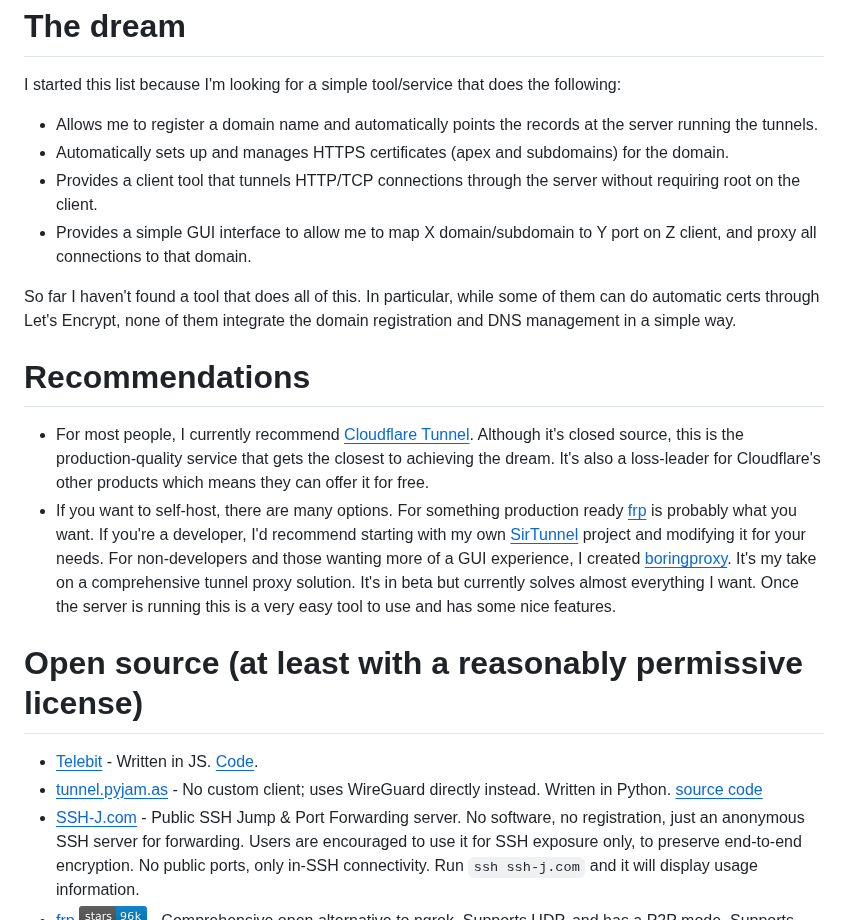 The dream
I started this list because I'm looking for a simple tool/service that does the following:
• Allows me to register a domain name and automatically points the records at the server running the tunnels.
• Automatically sets up and manages HTTPS certificates (apex and subdomains) for the domain.
• Provides a client tool that tunnels HTTP/TCP connections through the server without requiring root on the
client.
• Provides a simple GUI interface to allow me to map X domain/subdomain to Y port on Z client, and proxy all
connections to that domain.
So far I haven't found a tool that does all of this. In particular, while some of them can do automatic certs through
Let's Encrypt, none of them integrate the domain registration and DNS management in a simple way.
Recommendations
• For most people, I currently recommend Cloudflare Tunnel. Although it's closed source, this is the
production-quality service that gets the closest to achieving the dream. It's also a loss-leader for Cloudflare's
other products which means they can offer it for free.
• If you want to self-host, there are many options. For something production ready frp is probably what you
want. If you're a developer, I'd recommend starting with my own SirTunnel project and modifying it for your
needs. For non-developers and those wanting more of a GUI experience, I created boringproxy. It's my take
on a comprehensive tunnel proxy solution. It's in beta but currently solves almost everything I want. Once
the server is running this is a very easy tool to use and has some nice features.
Open source (at least with a reasonably permissive
license)
• Telebit - Written in JS. Code.
• tunnel.pyjam.as - No custom client; uses WireGuard directly instead. Written in Python. source code
• SSH-J.com - Public SSH Jump & Port Forwarding server. No software, no registration, just an anonymous
SSH server for forwarding. Users are encouraged to use it for SSH exposure only, to preserve end-to-end
encryption. No public ports, only in-SSH connectivity. Run ssh ssh-j.com and it will display usage
information.
• frp stars 96k - Comprehensive open alternative to ngrok. Supports UDP, and has a P2P mode. Supports